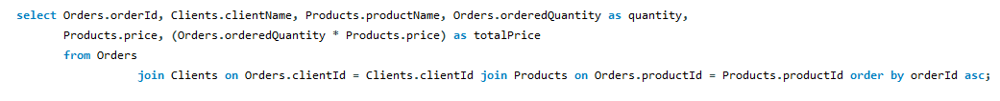 select Orders.orderId, Clients.clientName, Products.productName, Orders.orderedQuantity as quantity,
Products.price, (Orders.orderedQuantity * Products.price) as totalPrice
from Orders
join Clients on Orders.clientId = Clients.clientId join Products on Orders.productId = Products.productId order by orderId asc;